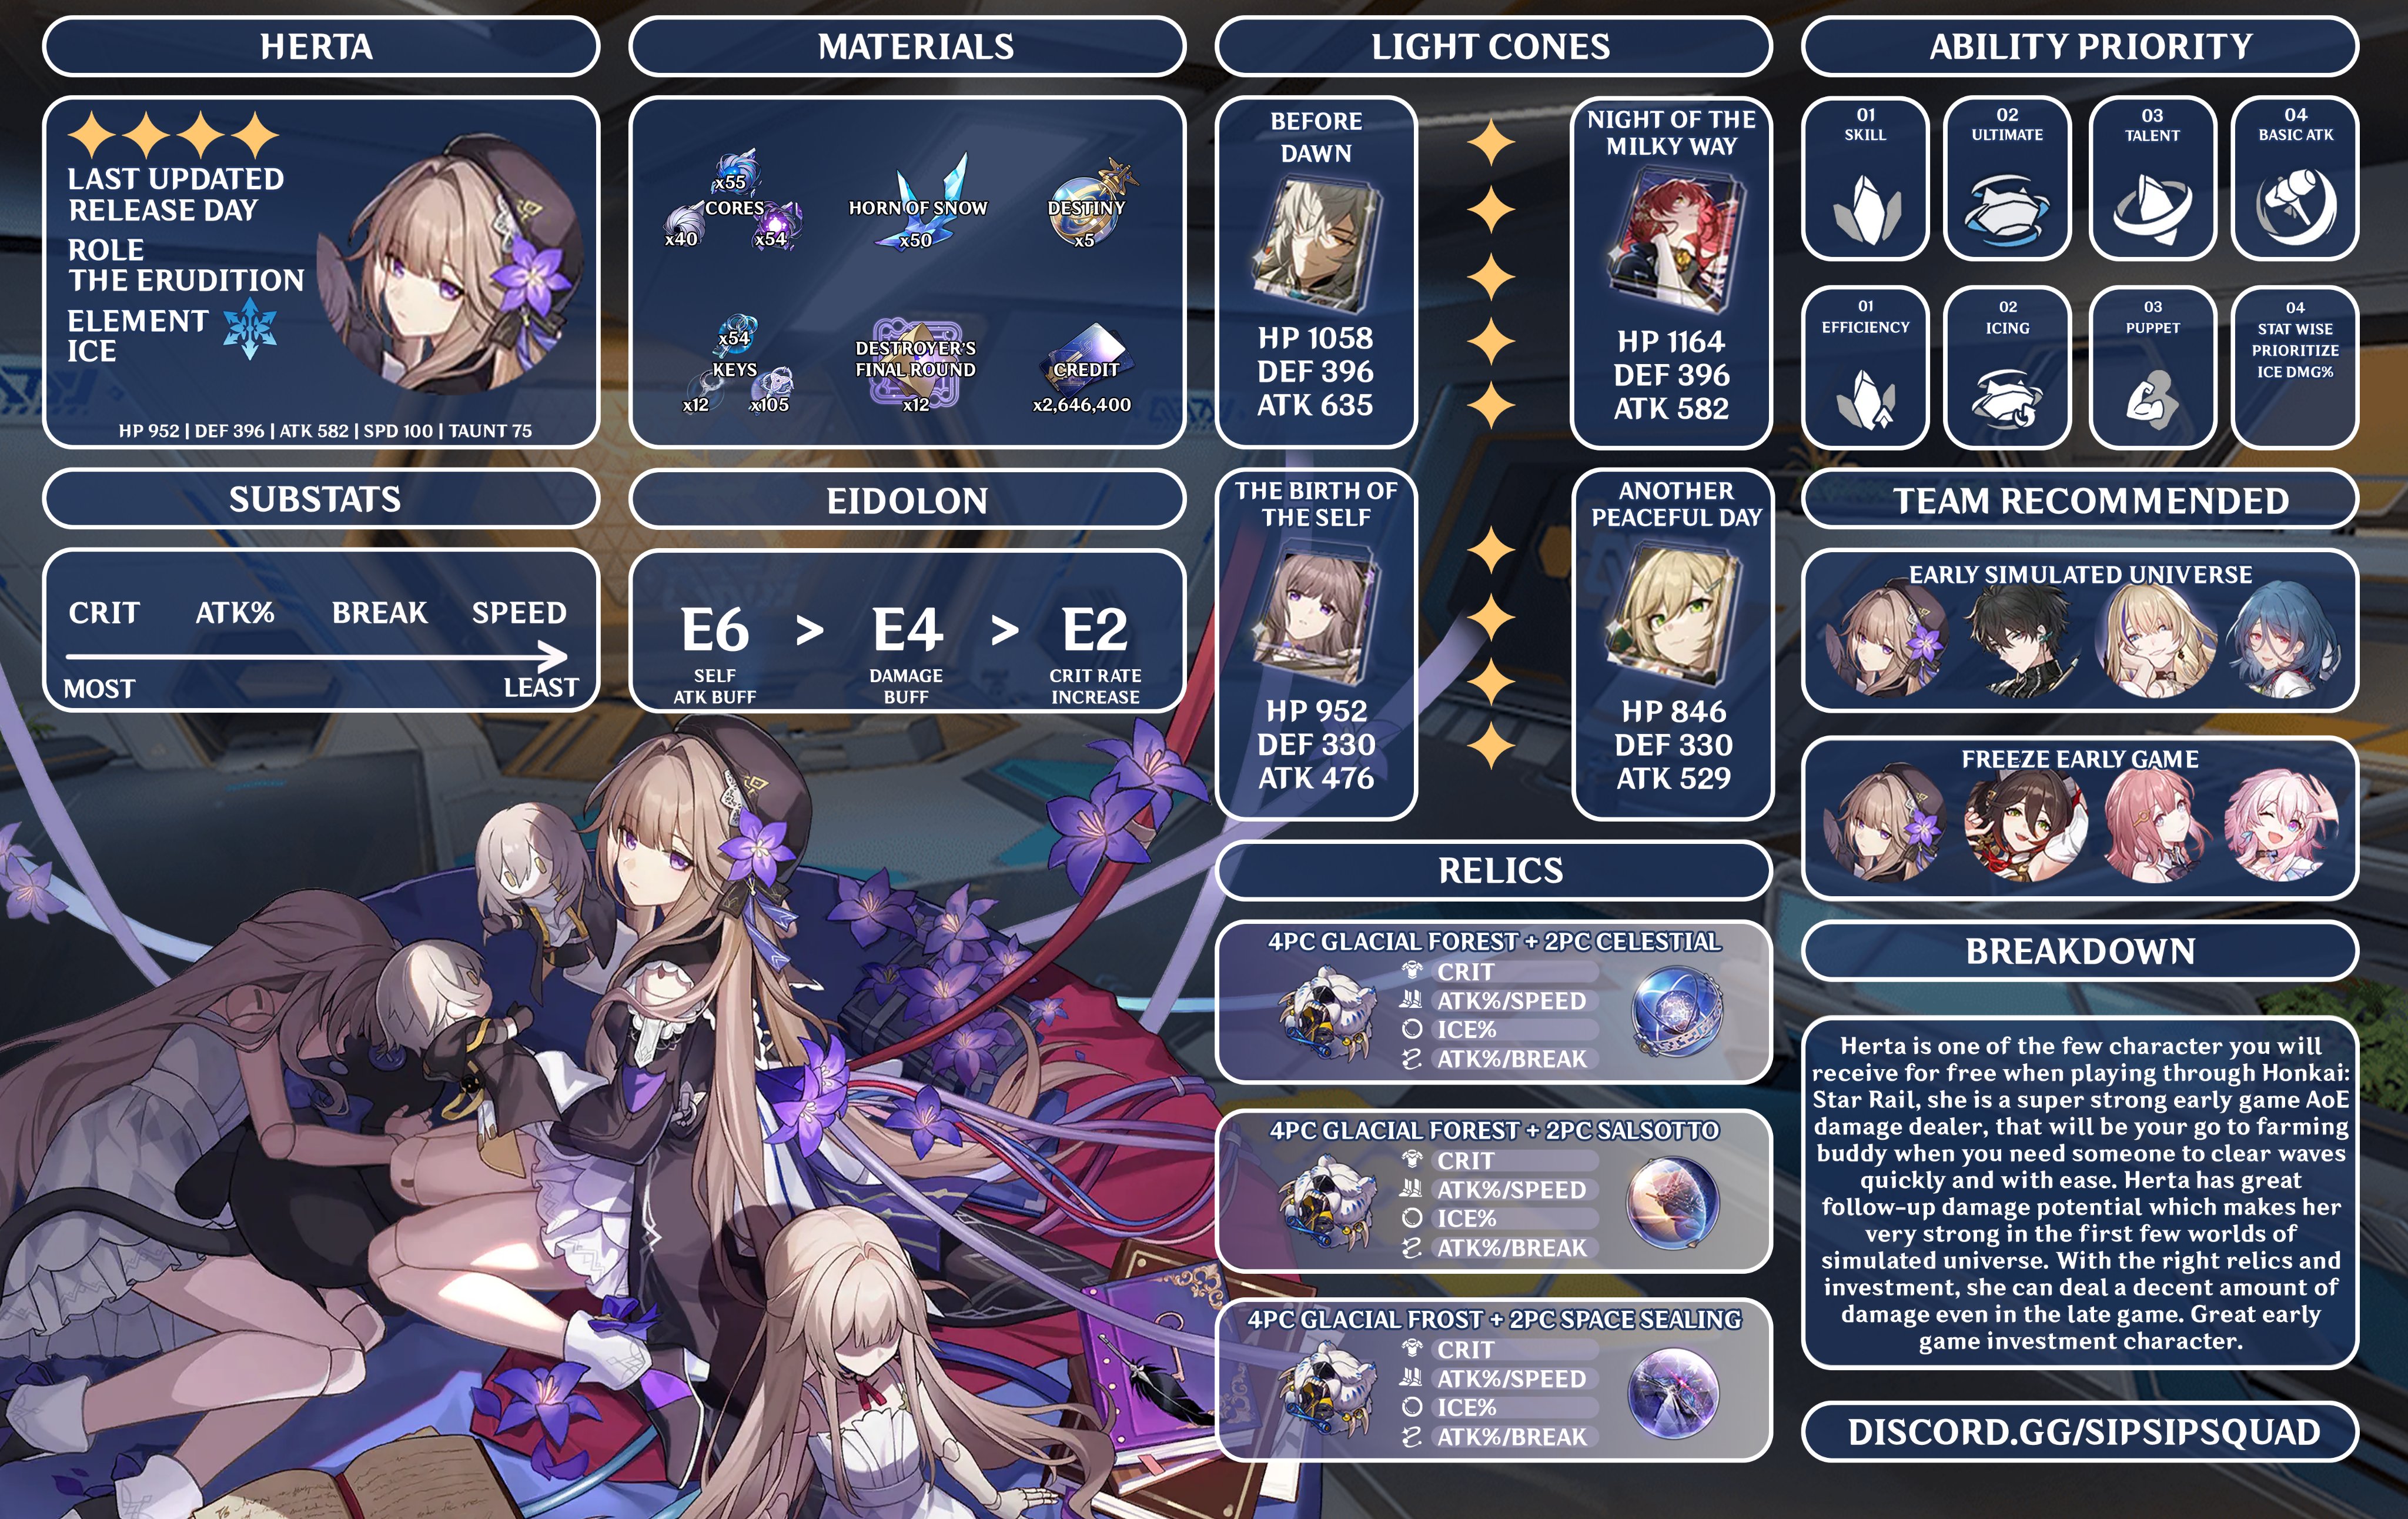 HERTA
LAST UPDATED
RELEASE DAY
ROLE
THE ERUDITION
ELEMENT
ICE
HP 952 | DEF 396 | ATK 582 | SPD 100 | TAUNT 75
SUBSTATS
CRIT ATK% BREAK SPEED
MOST LEAST
MATERIALS
x55
CORES
x40 x54
HORN OF SNOW
x50
DESTINY
x5
x54
KEYS
x12 x105
DESTROYER'S
FINAL ROUND
x12
CREDIT
x2,646,400
EIDOLON
E6 > E4 > E2
SELF
ATK BUFF
DAMAGE
BUFF
CRIT RATE
INCREASE
LIGHT CONES
BEFORE
DAWN
HP 1058
DEF 396
ATK 635
NIGHT OF THE
MILKY WAY
HP 1164
DEF 396
ATK 582
THE BIRTH OF
THE SELF
HP 952
DEF 330
ATK 476
ANOTHER
PEACEFUL DAY
HP 846
DEF 330
ATK 529
RELICS
4PC GLACIAL FOREST + 2PC CELESTIAL
CRIT
ATK%/SPEED
ICE%
ATK%/BREAK
4PC GLACIAL FOREST + 2PC SALSOTTO
CRIT
ATK%/SPEED
ICE%
ATK%/BREAK
4PC GLACIAL FROST + 2PC SPACE SEALING
CRIT
ATK%/SPEED
ICE%
ATK%/BREAK
ABILITY PRIORITY
01
SKILL
02
ULTIMATE
03
TALENT
04
BASIC ATK
01
EFFICIENCY
02
ICING
03
PUPPET
04
STAT WISE
PRIORITIZE
ICE DMG%
TEAM RECOMMENDED
EARLY SIMULATED UNIVERSE
FREEZE EARLY GAME
BREAKDOWN
Herta is one of the few character you will
receive for free when playing through Honkai:
Star Rail, she is a super strong early game AoE
damage dealer, that will be your go to farming
buddy when you need someone to clear waves
quickly and with ease. Herta has great
follow-up damage potential which makes her
very strong in the first few worlds of
simulated universe. With the right relics and
investment, she can deal a decent amount of
damage even in the late game. Great early
game investment character.
DISCORD.GG/SIPSIPSQUAD